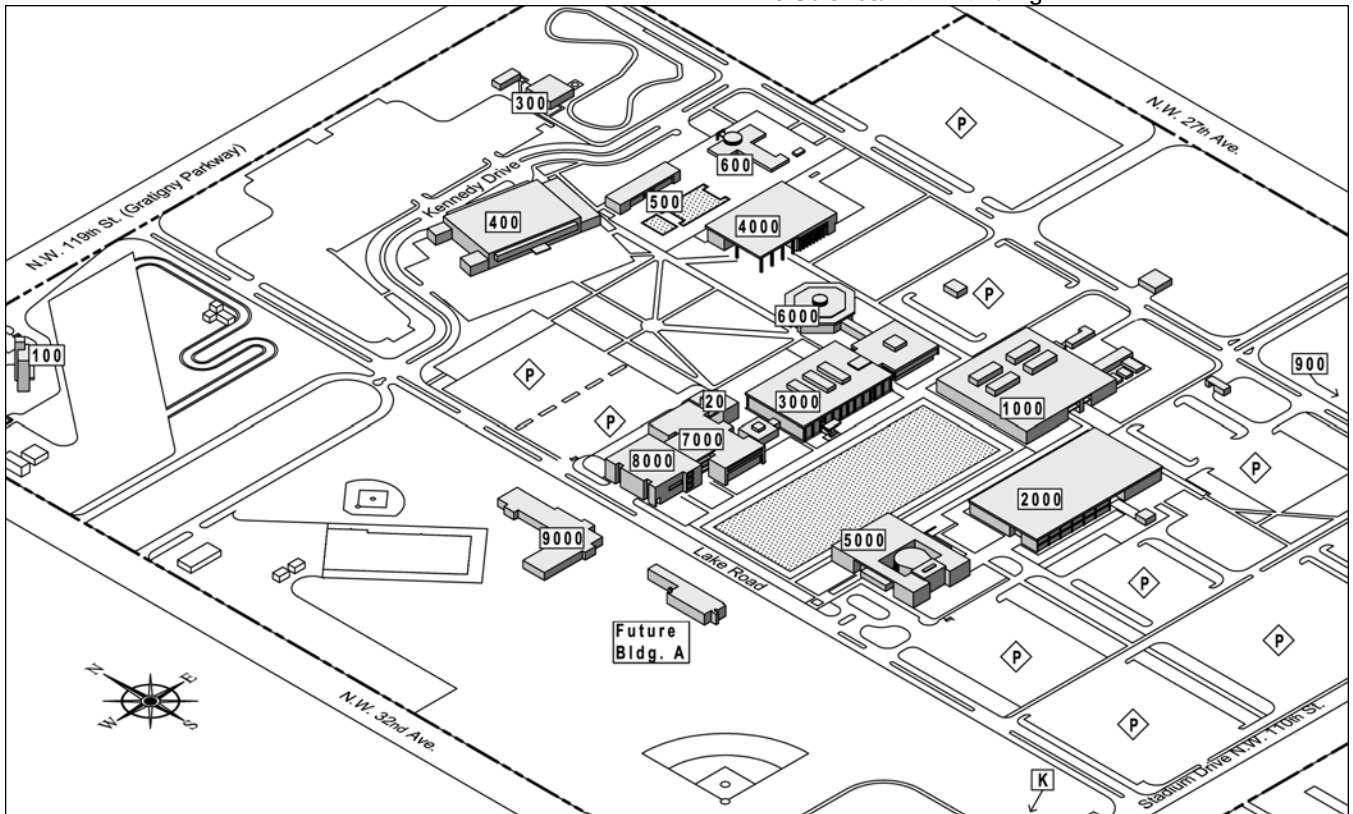 N.W. 27th Ave.
P
300
600
N.W. 119th St. (Gratigny Parkway)
Kennedy Drive
500
400
4000
P
6000
100
900
P
3000
1000
20
P
7000
8000
P
2000
9000
5000
Lake Road
P
Future
Bldg. A
P
P
N
E
W
S
N.W. 32nd Ave.
P
Stadium Drive N.W. 110th St.
K